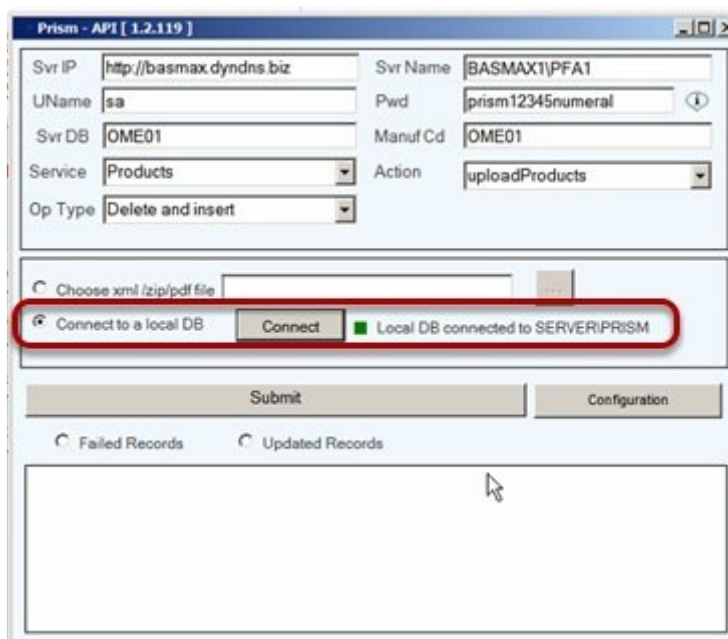 Prism - API [ 1.2.119 ]
Svr IP http://basmax.dyndns.biz Svr Name BASMAX1\PFA1
UName sa Pwd prism12345numeral
Svr DB OME01 Manuf Cd OME01
Service Products Action uploadProducts
Op Type Delete and insert
Choose xml /zip/pdf file ...
Connect to a local DB Connect Local DB connected to SERVER\PRISM
Submit Configuration
Failed Records Updated Records